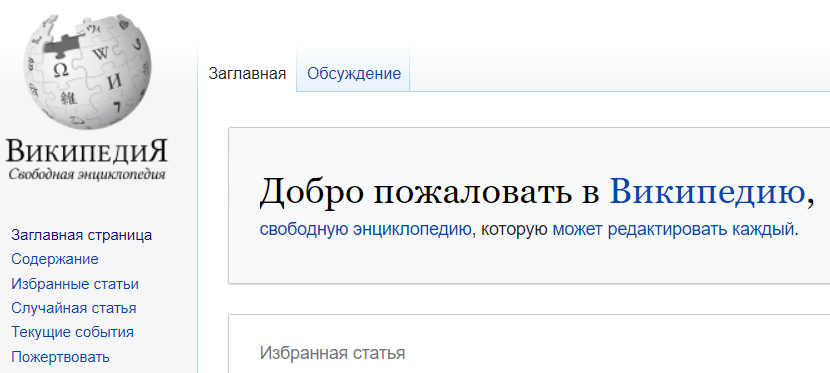 ВикипедиЯ
Свободная энциклопедия
Заглавная
Обсуждение
Добро пожаловать в Википедию,
свободную энциклопедию, которую может редактировать каждый.
Заглавная страница
Содержание
Избранные статьи
Случайная статья
Текущие события
Пожертвовать
Избранная статья